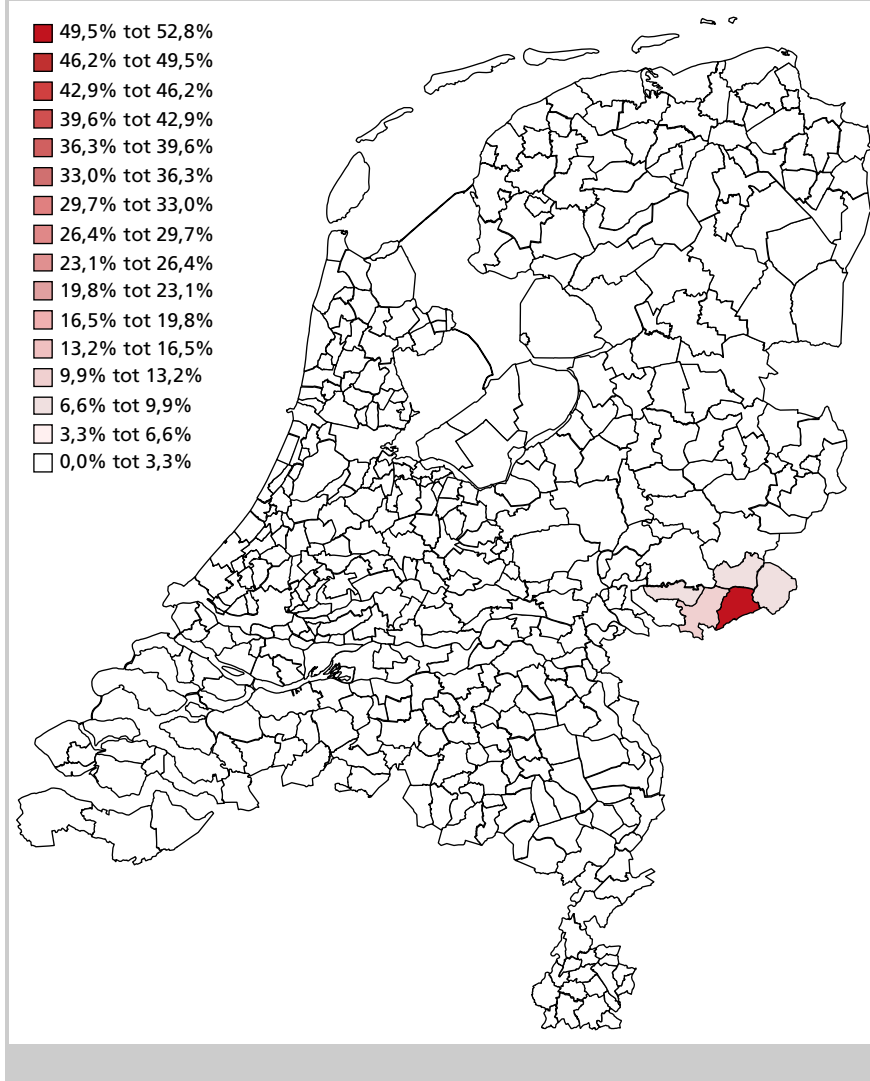 49,5% tot 52,8%
46,2% tot 49,5%
42,9% tot 46,2%
39,6% tot 42,9%
36,3% tot 39,6%
33,0% tot 36,3%
29,7% tot 33,0%
26,4% tot 29,7%
23,1% tot 26,4%
19,8% tot 23,1%
16,5% tot 19,8%
13,2% tot 16,5%
9,9% tot 13,2%
6,6% tot 9,9%
3,3% tot 6,6%
0,0% tot 3,3%